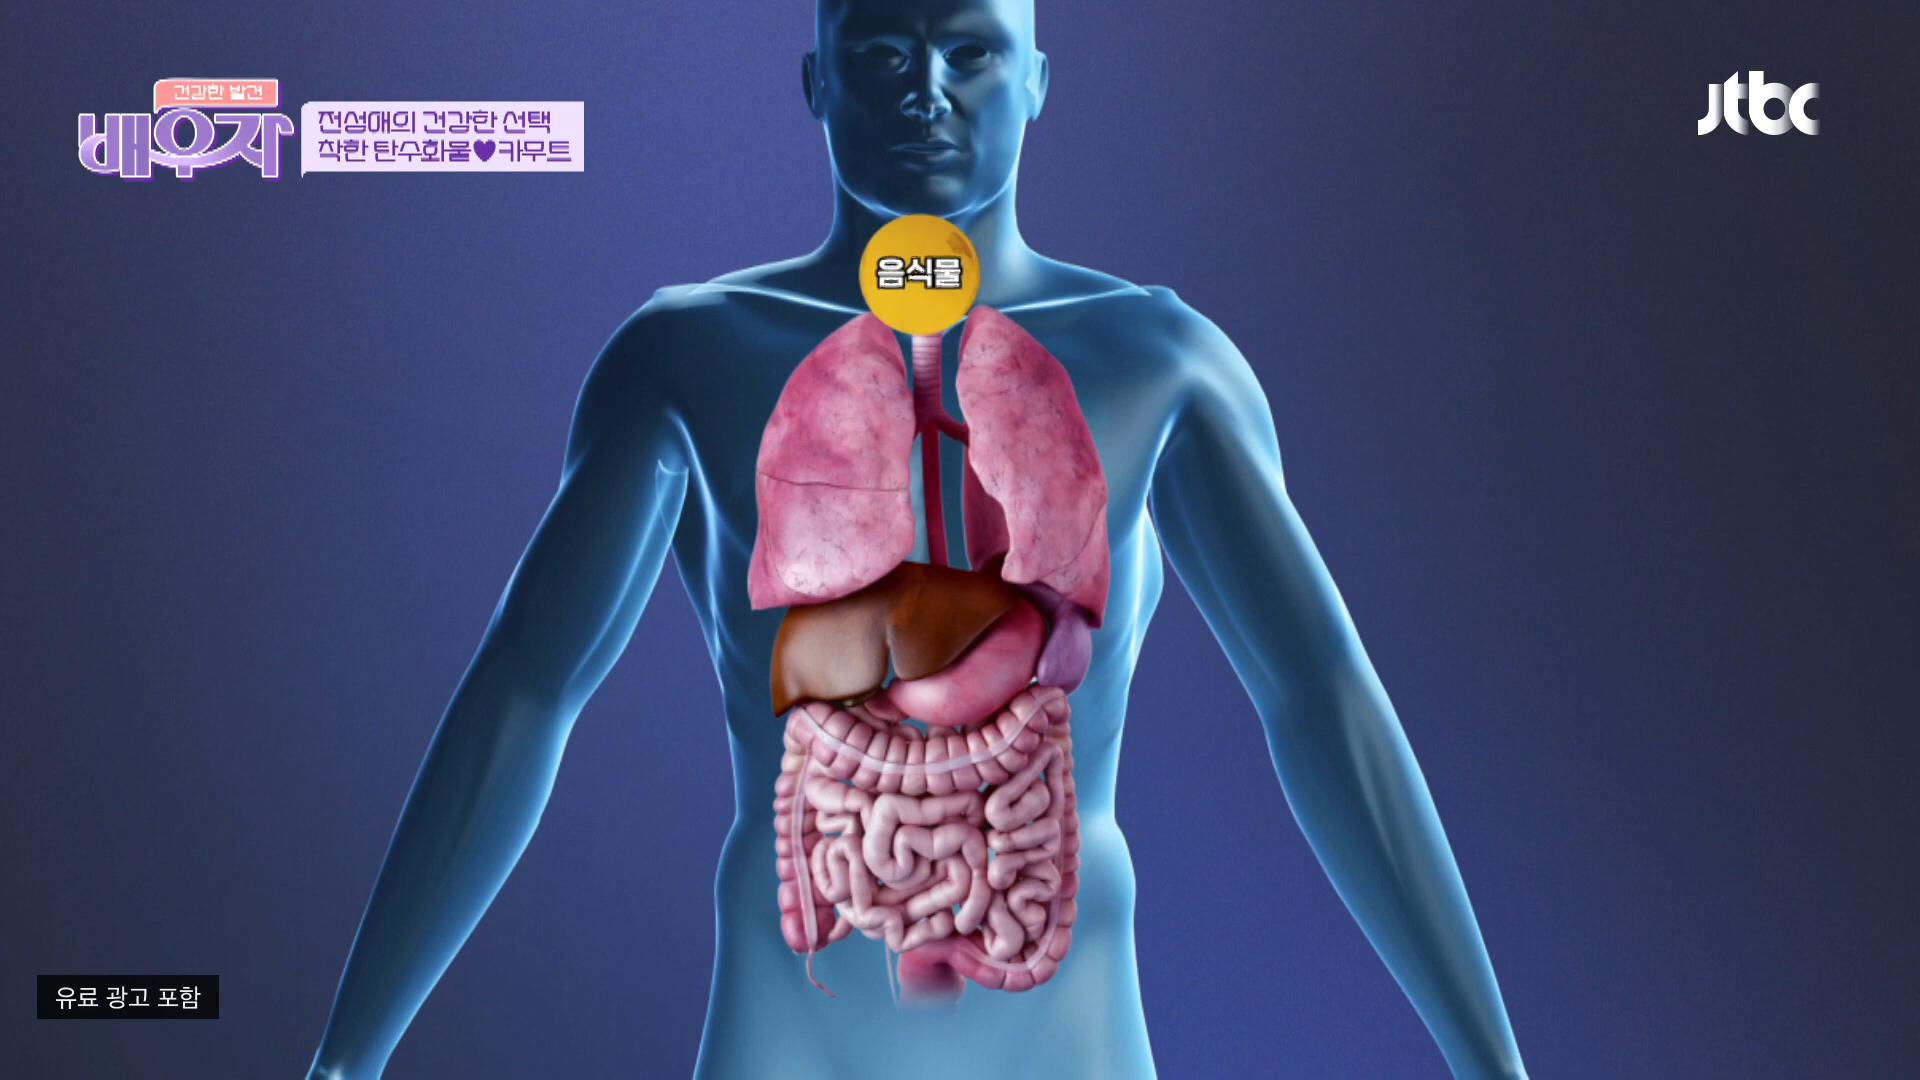 건강한 발견
배우자
전성애의 건강한 선택
착한 탄수화물♥카무트
jtbc
음식물
유료 광고 포함